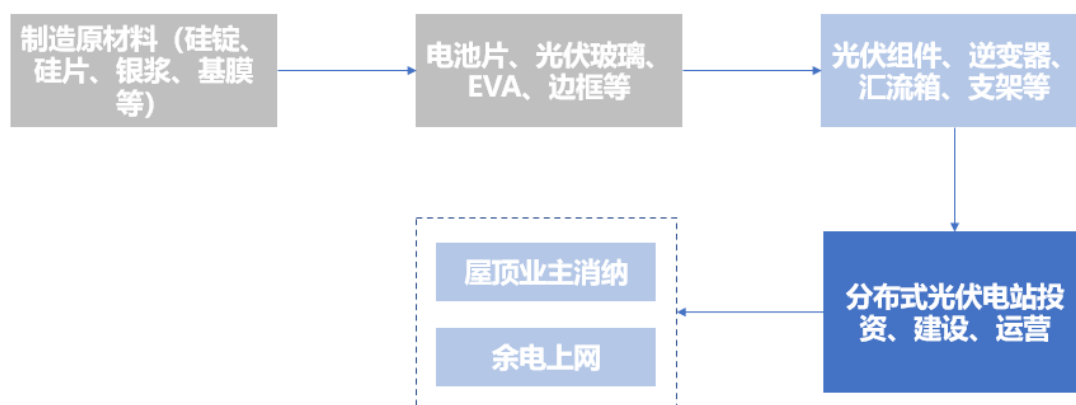 制造原材料（硅锭、
硅片、银浆、基膜
等）
电池片、光伏玻璃、
EVA、边框等
光伏组件、逆变器、
汇流箱、支架等
分布式光伏电站投
资、建设、运营
屋顶业主消纳
余电上网